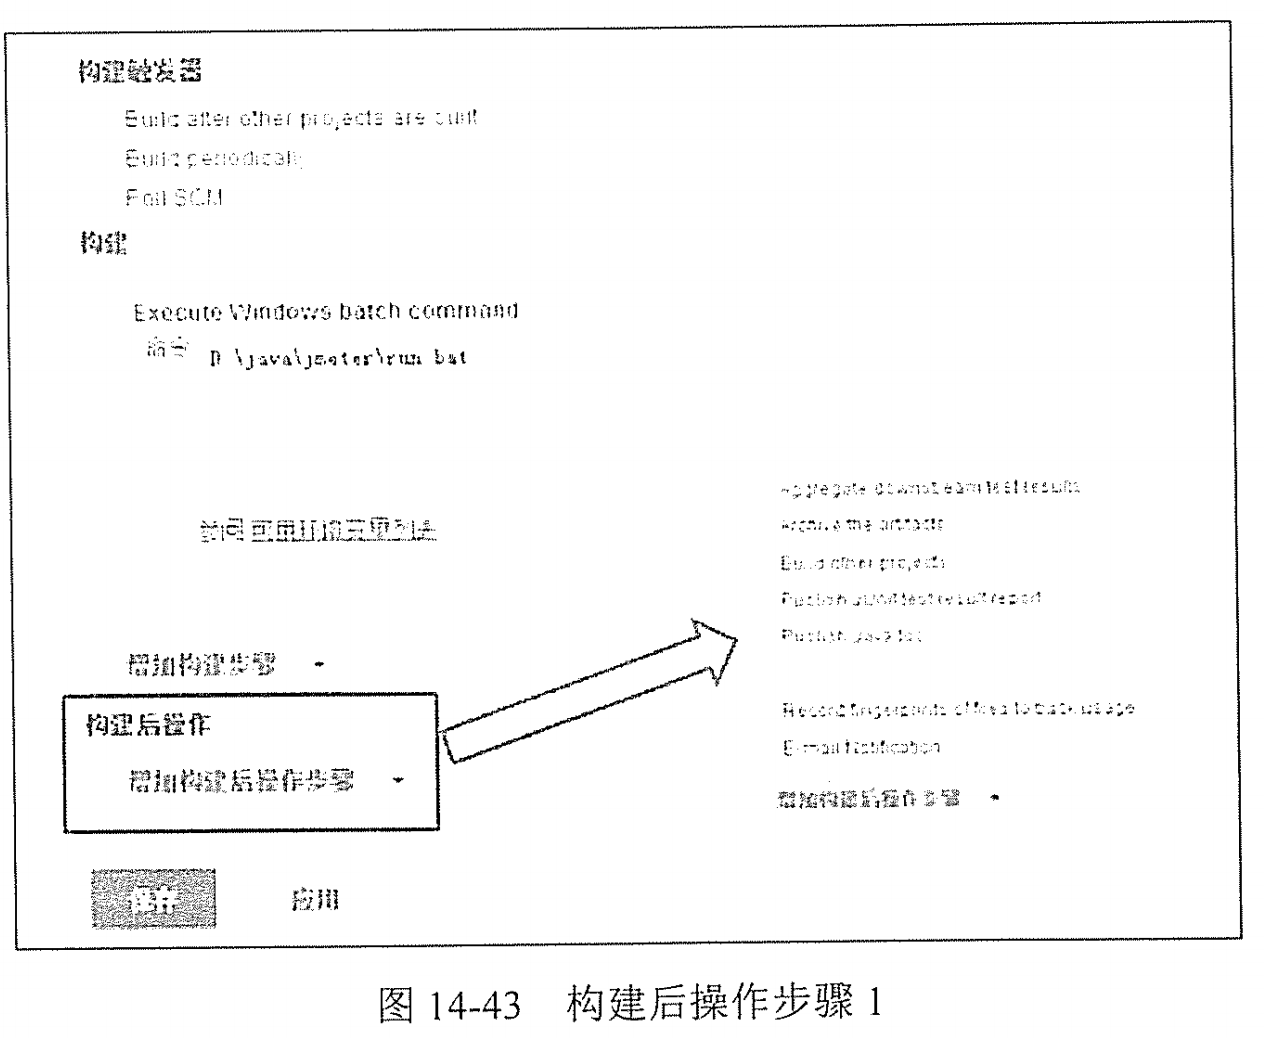 构建触发器
Build after other projects are built
Build periodically
Poll SCM
构建
Execute Windows batch command
命令 D:\java\jmeter\run.bat
参阅 可用环境变量列表
增加构建步骤
构建后操作
增加构建后操作步骤
保存 应用
Aggregate downstream test results
Archive the artifacts
Build other projects
Publish JUnit test result report
Publish Javadoc
Record fingerprints of files to track usage
E-mail Notification
增加构建后操作步骤
图 14-43 构建后操作步骤 1